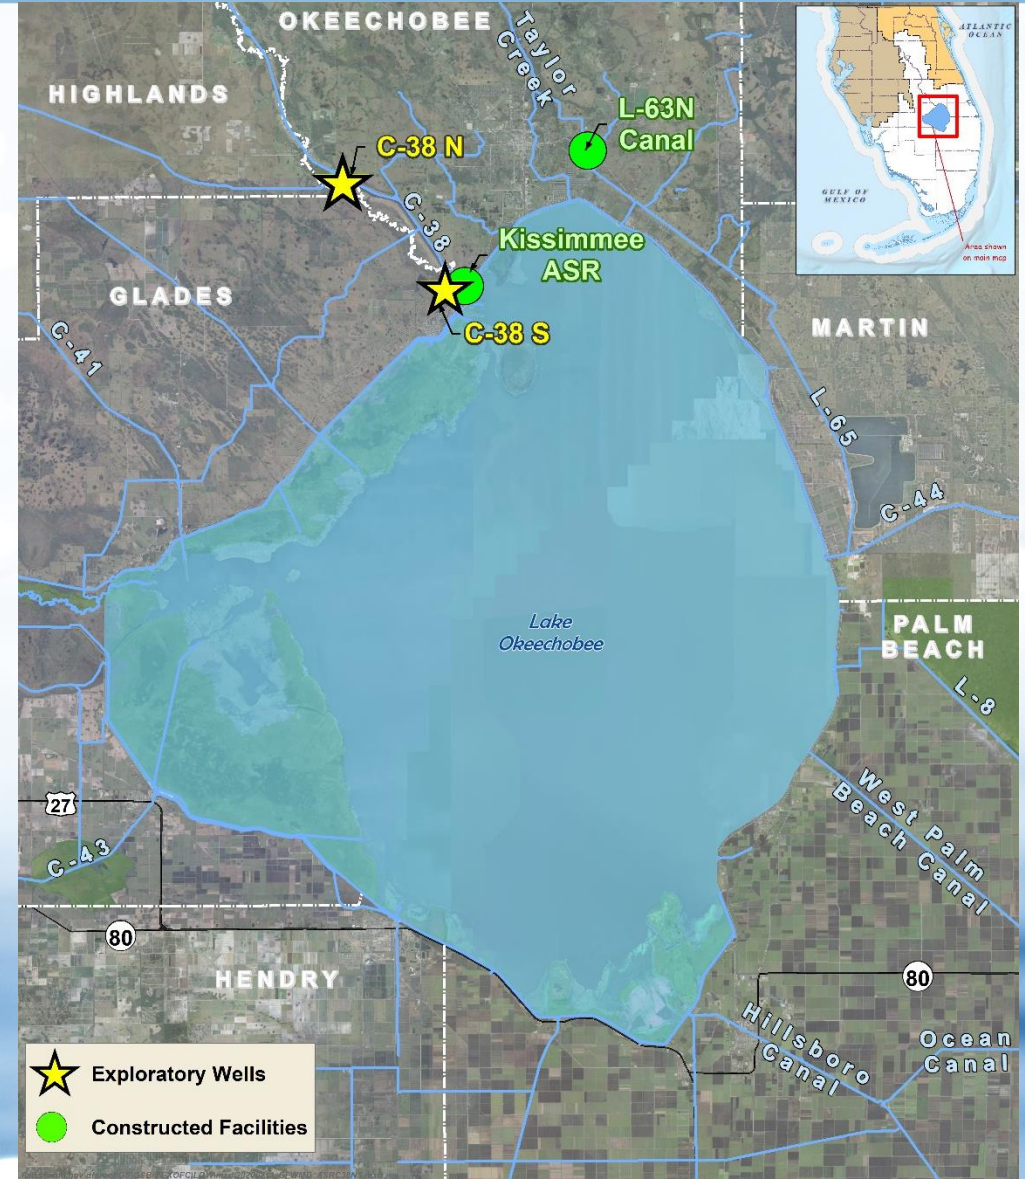 OKEECHOBEE
HIGHLANDS
Taylor
Creek
L-63N
Canal
C-38 N
C-38
Kissimmee
ASR
C-38 S
GLADES
C-41
ATLANTIC
OCEAN
GULF OF
MEXICO
Area shown
on main map
MARTIN
L-65
C-44
Lake
Okeechobee
PALM
BEACH
L-8
West Palm
Beach Canal
27
C-43
80
HENDRY
80
Hillsboro
Canal
Ocean
Canal
Exploratory Wells
Constructed Facilities